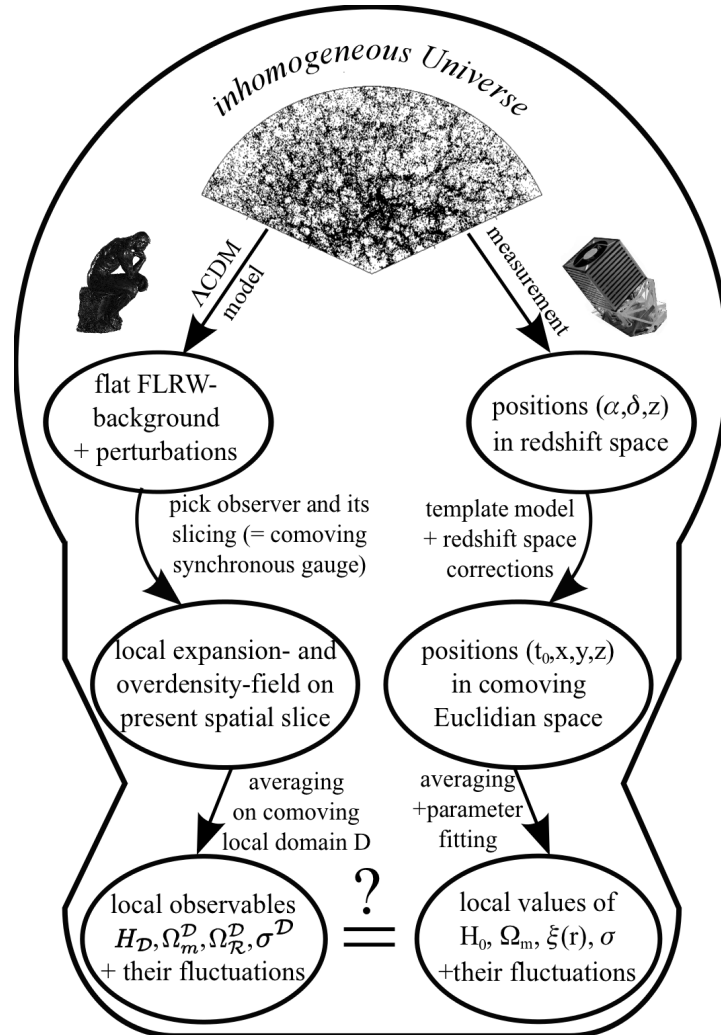 inhomogeneous Universe
ΛCDM
model
measurement
flat FLRW-
background
+ perturbations
positions (α,δ,z)
in redshift space
pick observer and its
slicing (= comoving
synchronous gauge)
template model
+ redshift space
corrections
local expansion- and
overdensity-field on
present spatial slice
positions (t₀,x,y,z)
in comoving
Euclidian space
averaging
on comoving
local domain D
averaging
+parameter
fitting
local observables
H_𝒟,Ω_m^𝒟,Ω_ℛ^𝒟,σ^𝒟
+ their fluctuations
?
=
local values of
H₀, Ω_m, ξ(r), σ
+their fluctuations